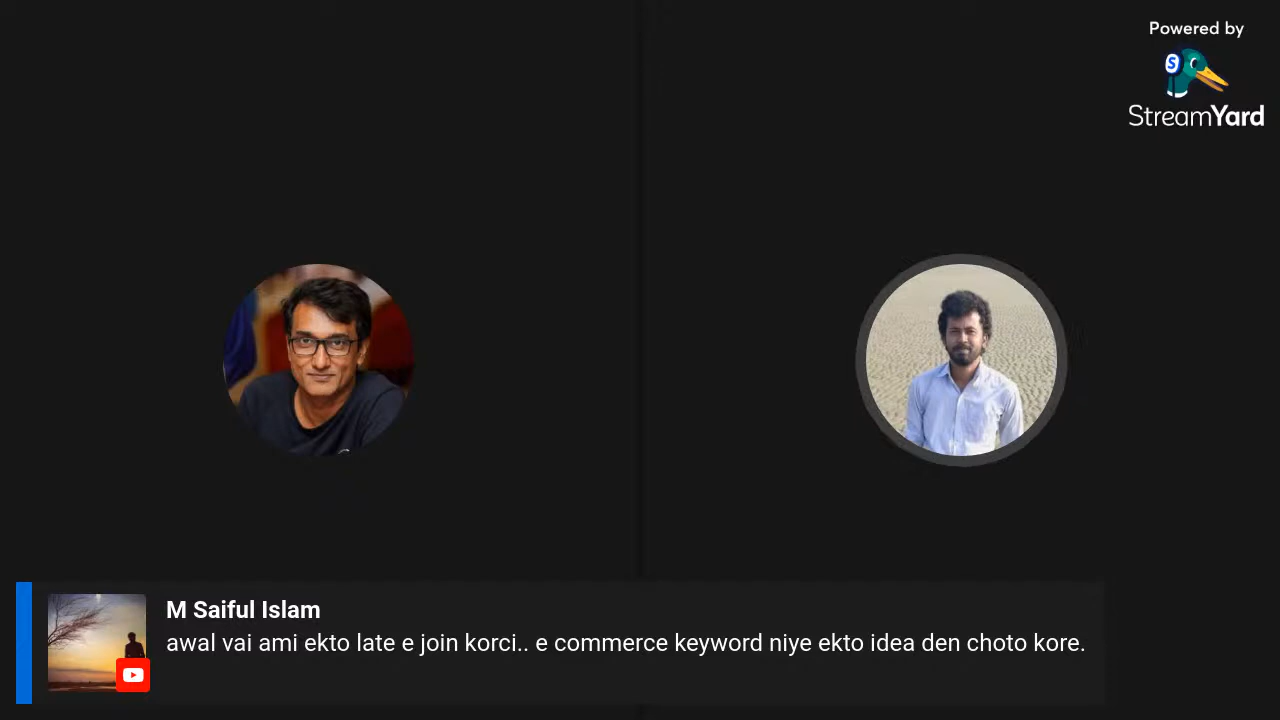 Powered by
S
StreamYard
M Saiful Islam
awal vai ami ekto late e join korci.. e commerce keyword niye ekto idea den choto kore.